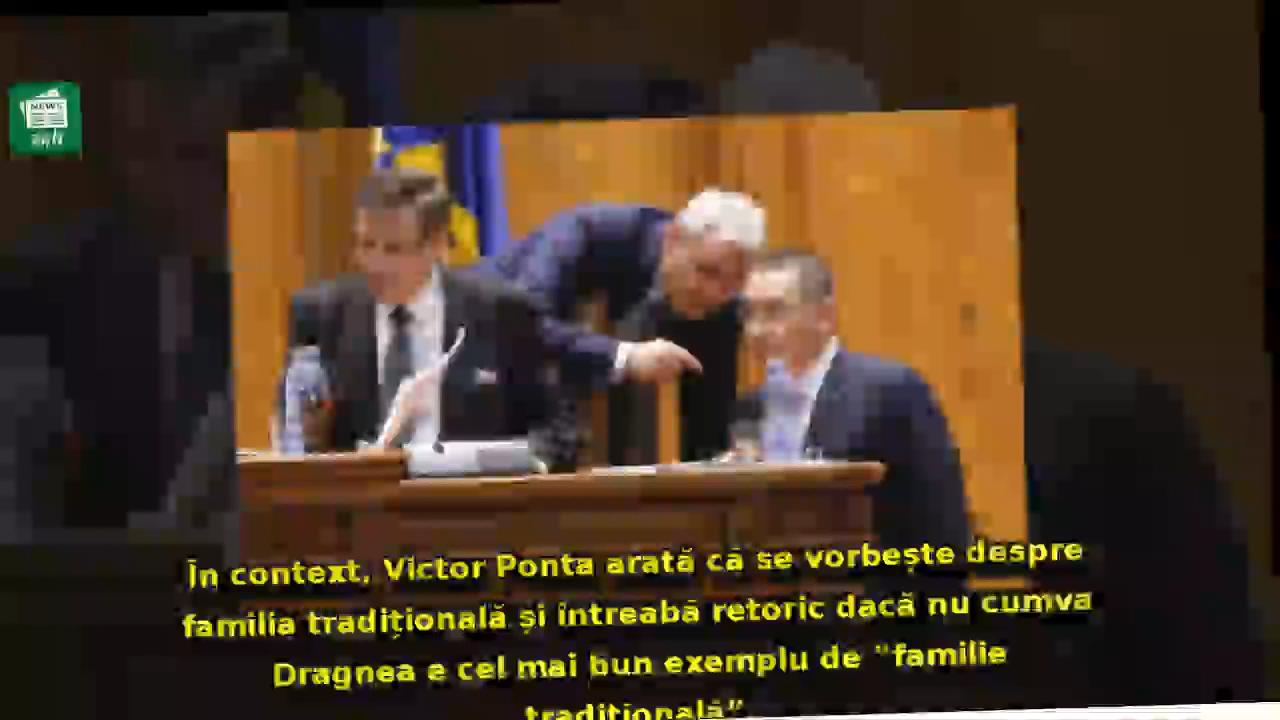 NEWS
În context, Victor Ponta arată că se vorbește despre
familia tradițională și întreabă retoric dacă nu cumva
Dragnea e cel mai bun exemplu de "familie
tradițională"